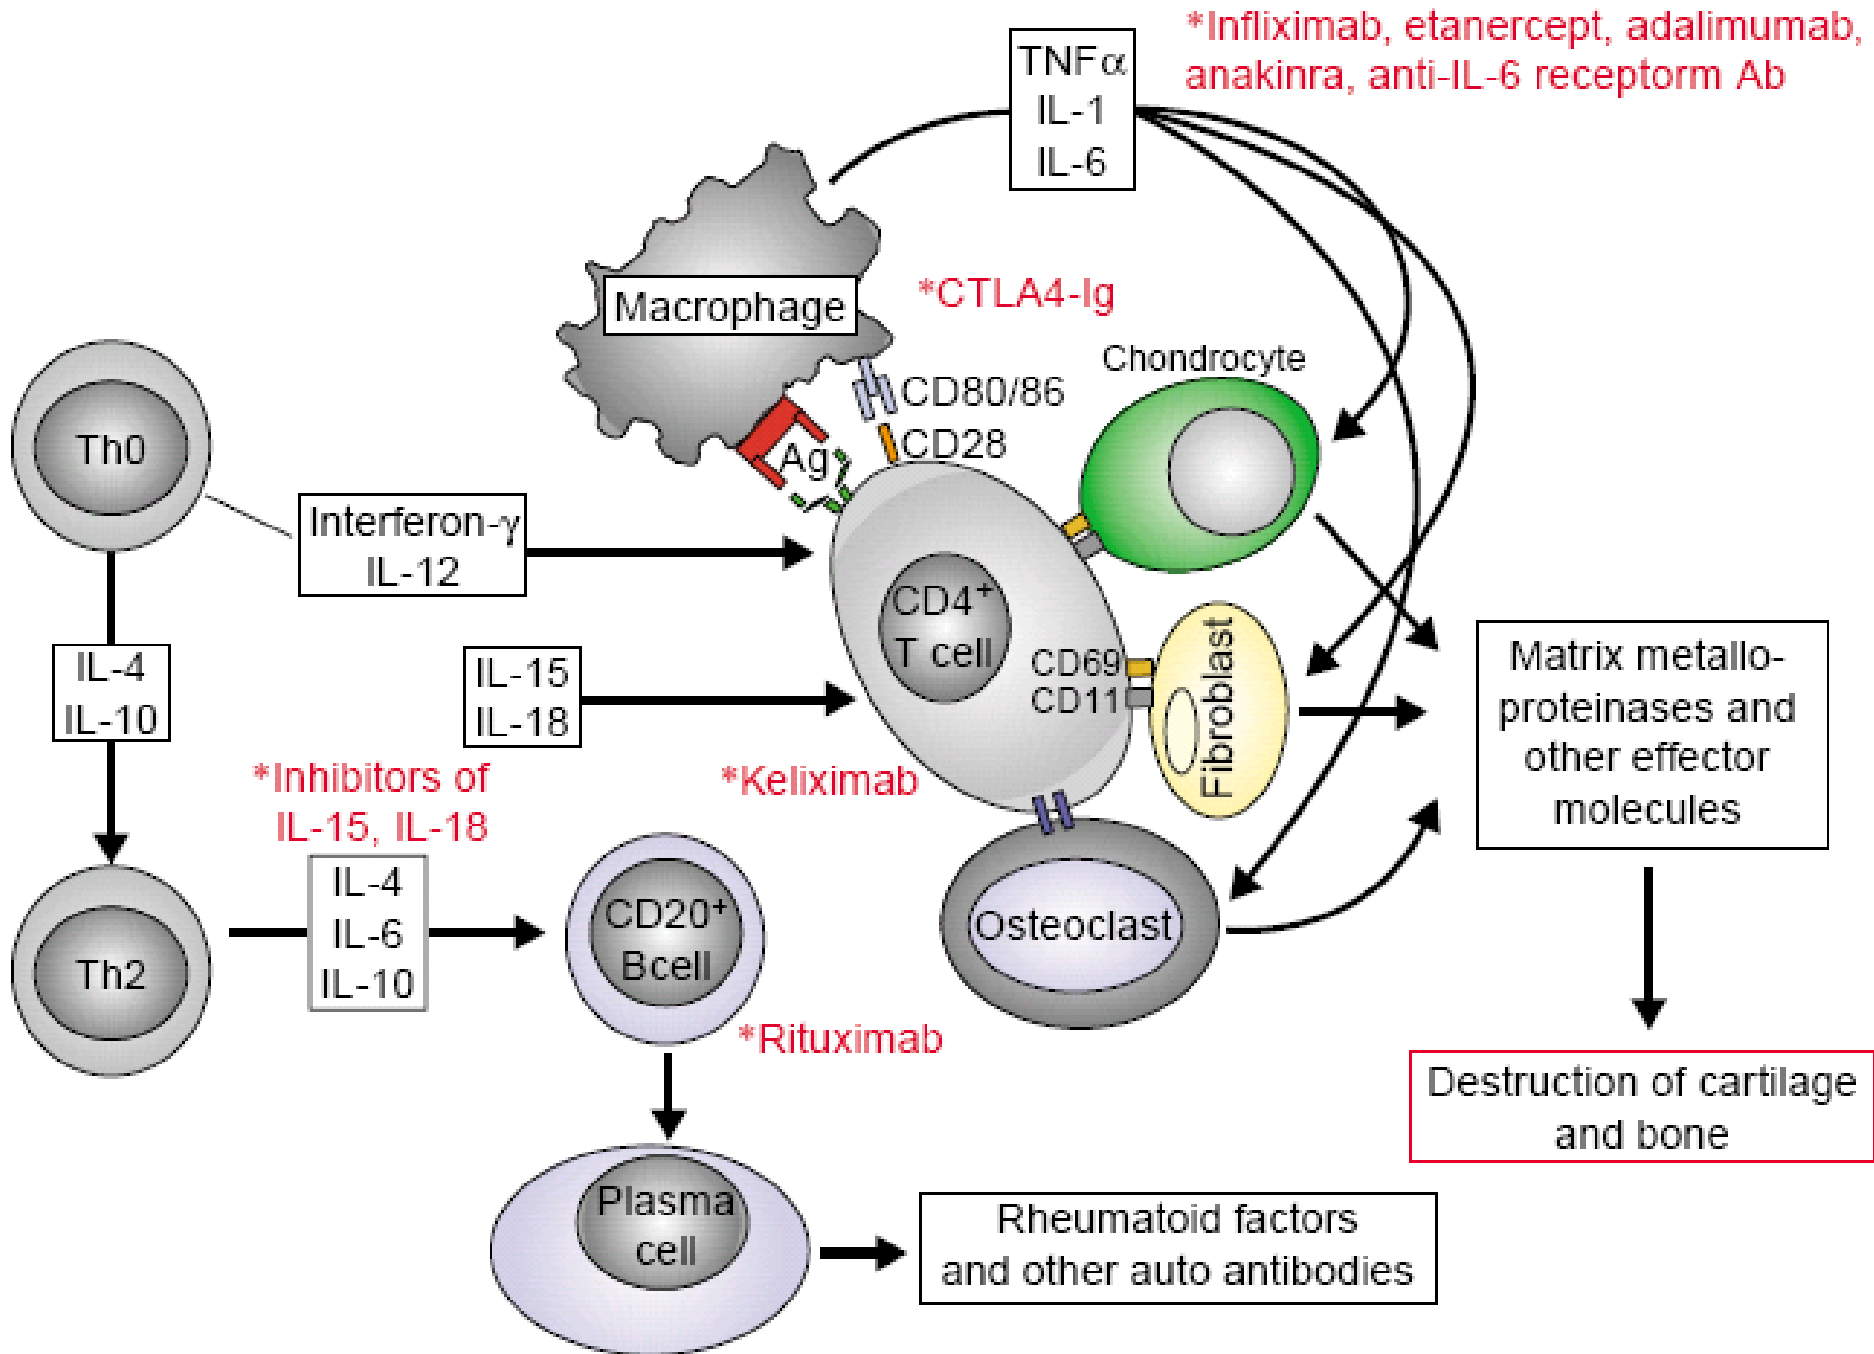 *Infliximab, etanercept, adalimumab,
anakinra, anti-IL-6 receptorm Ab
TNFα
IL-1
IL-6
Macrophage
*CTLA4-Ig
Chondrocyte
CD80/86
CD28
Ag
Th0
Interferon-γ
IL-12
CD4+
T cell
IL-4
IL-10
IL-15
IL-18
CD69
CD11
Fibroblast
Matrix metallo-
proteinases and
other effector
molecules
*Inhibitors of
IL-15, IL-18
*Keliximab
IL-4
IL-6
IL-10
Th2
CD20+
Bcell
Osteoclast
*Rituximab
Destruction of cartilage
and bone
Plasma
cell
Rheumatoid factors
and other auto antibodies